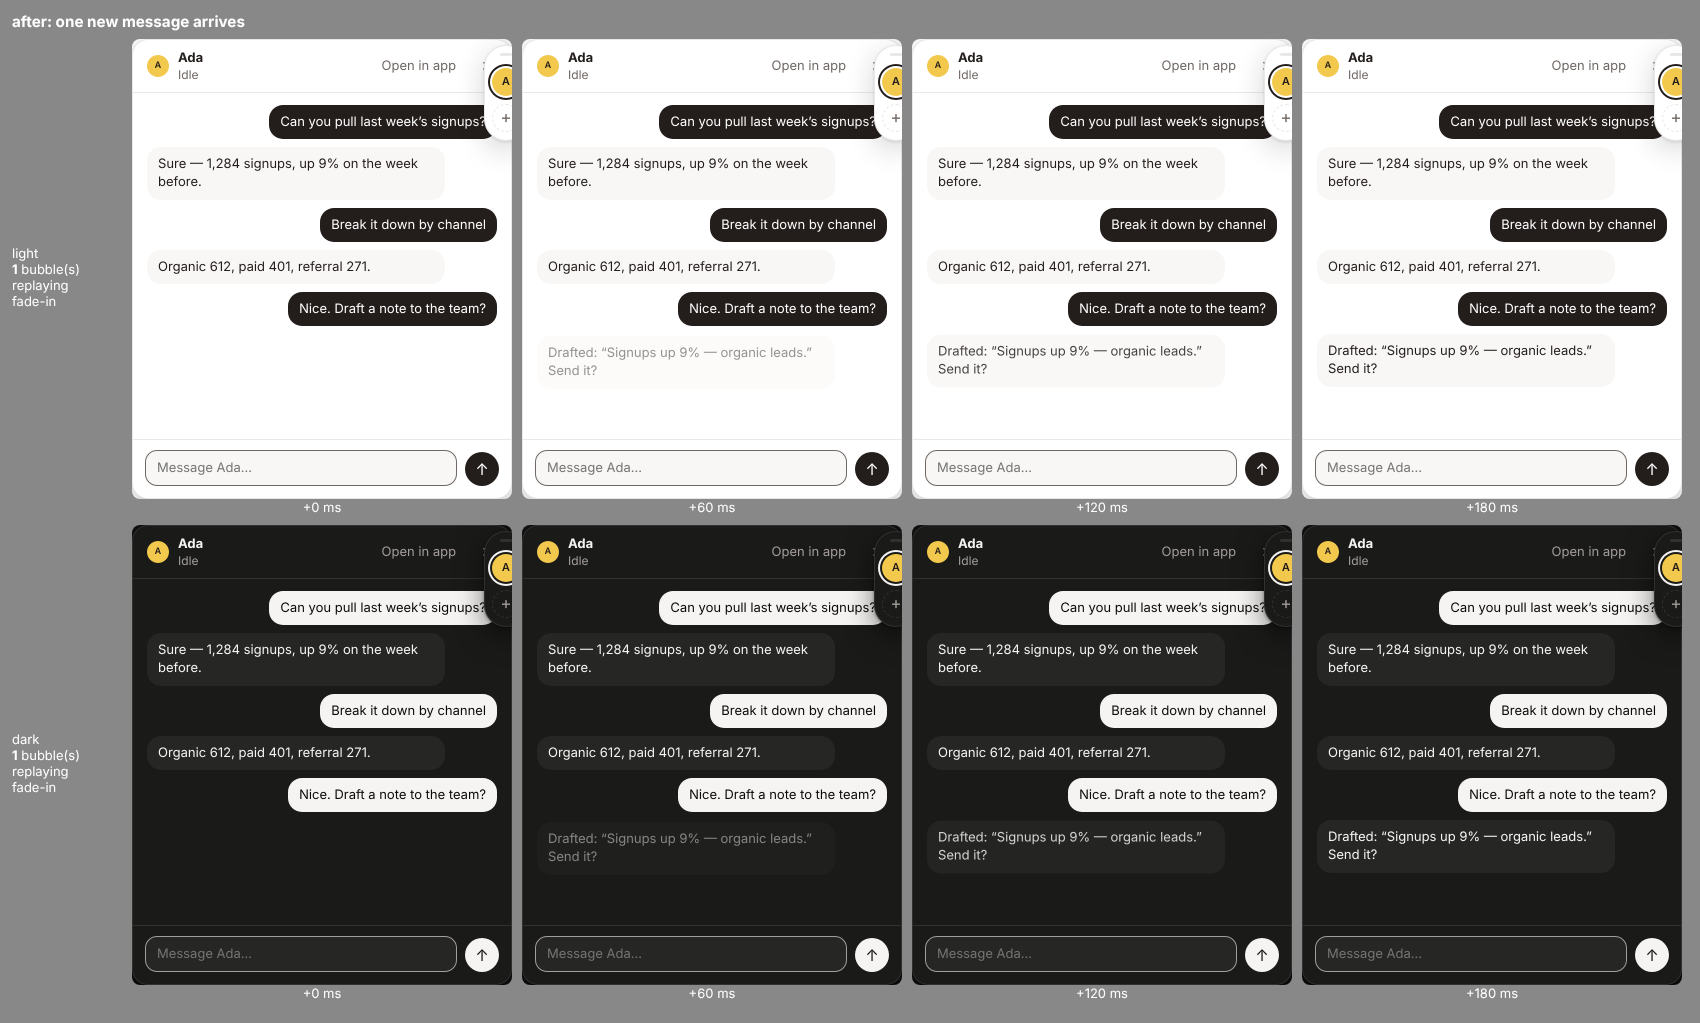 after: one new message arrives
light
1 bubble(s)
replaying
fade-in
A
Ada
Idle
Open in app
A
+
Can you pull last week’s signups?
Sure — 1,284 signups, up 9% on the week
before.
Break it down by channel
Organic 612, paid 401, referral 271.
Nice. Draft a note to the team?
Message Ada...
+0 ms
A
Ada
Idle
Open in app
A
+
Can you pull last week’s signups?
Sure — 1,284 signups, up 9% on the week
before.
Break it down by channel
Organic 612, paid 401, referral 271.
Nice. Draft a note to the team?
Drafted: “Signups up 9% — organic leads.”
Send it?
Message Ada...
+60 ms
A
Ada
Idle
Open in app
A
+
Can you pull last week’s signups?
Sure — 1,284 signups, up 9% on the week
before.
Break it down by channel
Organic 612, paid 401, referral 271.
Nice. Draft a note to the team?
Drafted: “Signups up 9% — organic leads.”
Send it?
Message Ada...
+120 ms
A
Ada
Idle
Open in app
A
+
Can you pull last week’s signups?
Sure — 1,284 signups, up 9% on the week
before.
Break it down by channel
Organic 612, paid 401, referral 271.
Nice. Draft a note to the team?
Drafted: “Signups up 9% — organic leads.”
Send it?
Message Ada...
+180 ms
dark
1 bubble(s)
replaying
fade-in
A
Ada
Idle
Open in app
A
+
Can you pull last week’s signups?
Sure — 1,284 signups, up 9% on the week
before.
Break it down by channel
Organic 612, paid 401, referral 271.
Nice. Draft a note to the team?
Message Ada...
+0 ms
A
Ada
Idle
Open in app
A
+
Can you pull last week’s signups?
Sure — 1,284 signups, up 9% on the week
before.
Break it down by channel
Organic 612, paid 401, referral 271.
Nice. Draft a note to the team?
Drafted: “Signups up 9% — organic leads.”
Send it?
Message Ada...
+60 ms
A
Ada
Idle
Open in app
A
+
Can you pull last week’s signups?
Sure — 1,284 signups, up 9% on the week
before.
Break it down by channel
Organic 612, paid 401, referral 271.
Nice. Draft a note to the team?
Drafted: “Signups up 9% — organic leads.”
Send it?
Message Ada...
+120 ms
A
Ada
Idle
Open in app
A
+
Can you pull last week’s signups?
Sure — 1,284 signups, up 9% on the week
before.
Break it down by channel
Organic 612, paid 401, referral 271.
Nice. Draft a note to the team?
Drafted: “Signups up 9% — organic leads.”
Send it?
Message Ada...
+180 ms